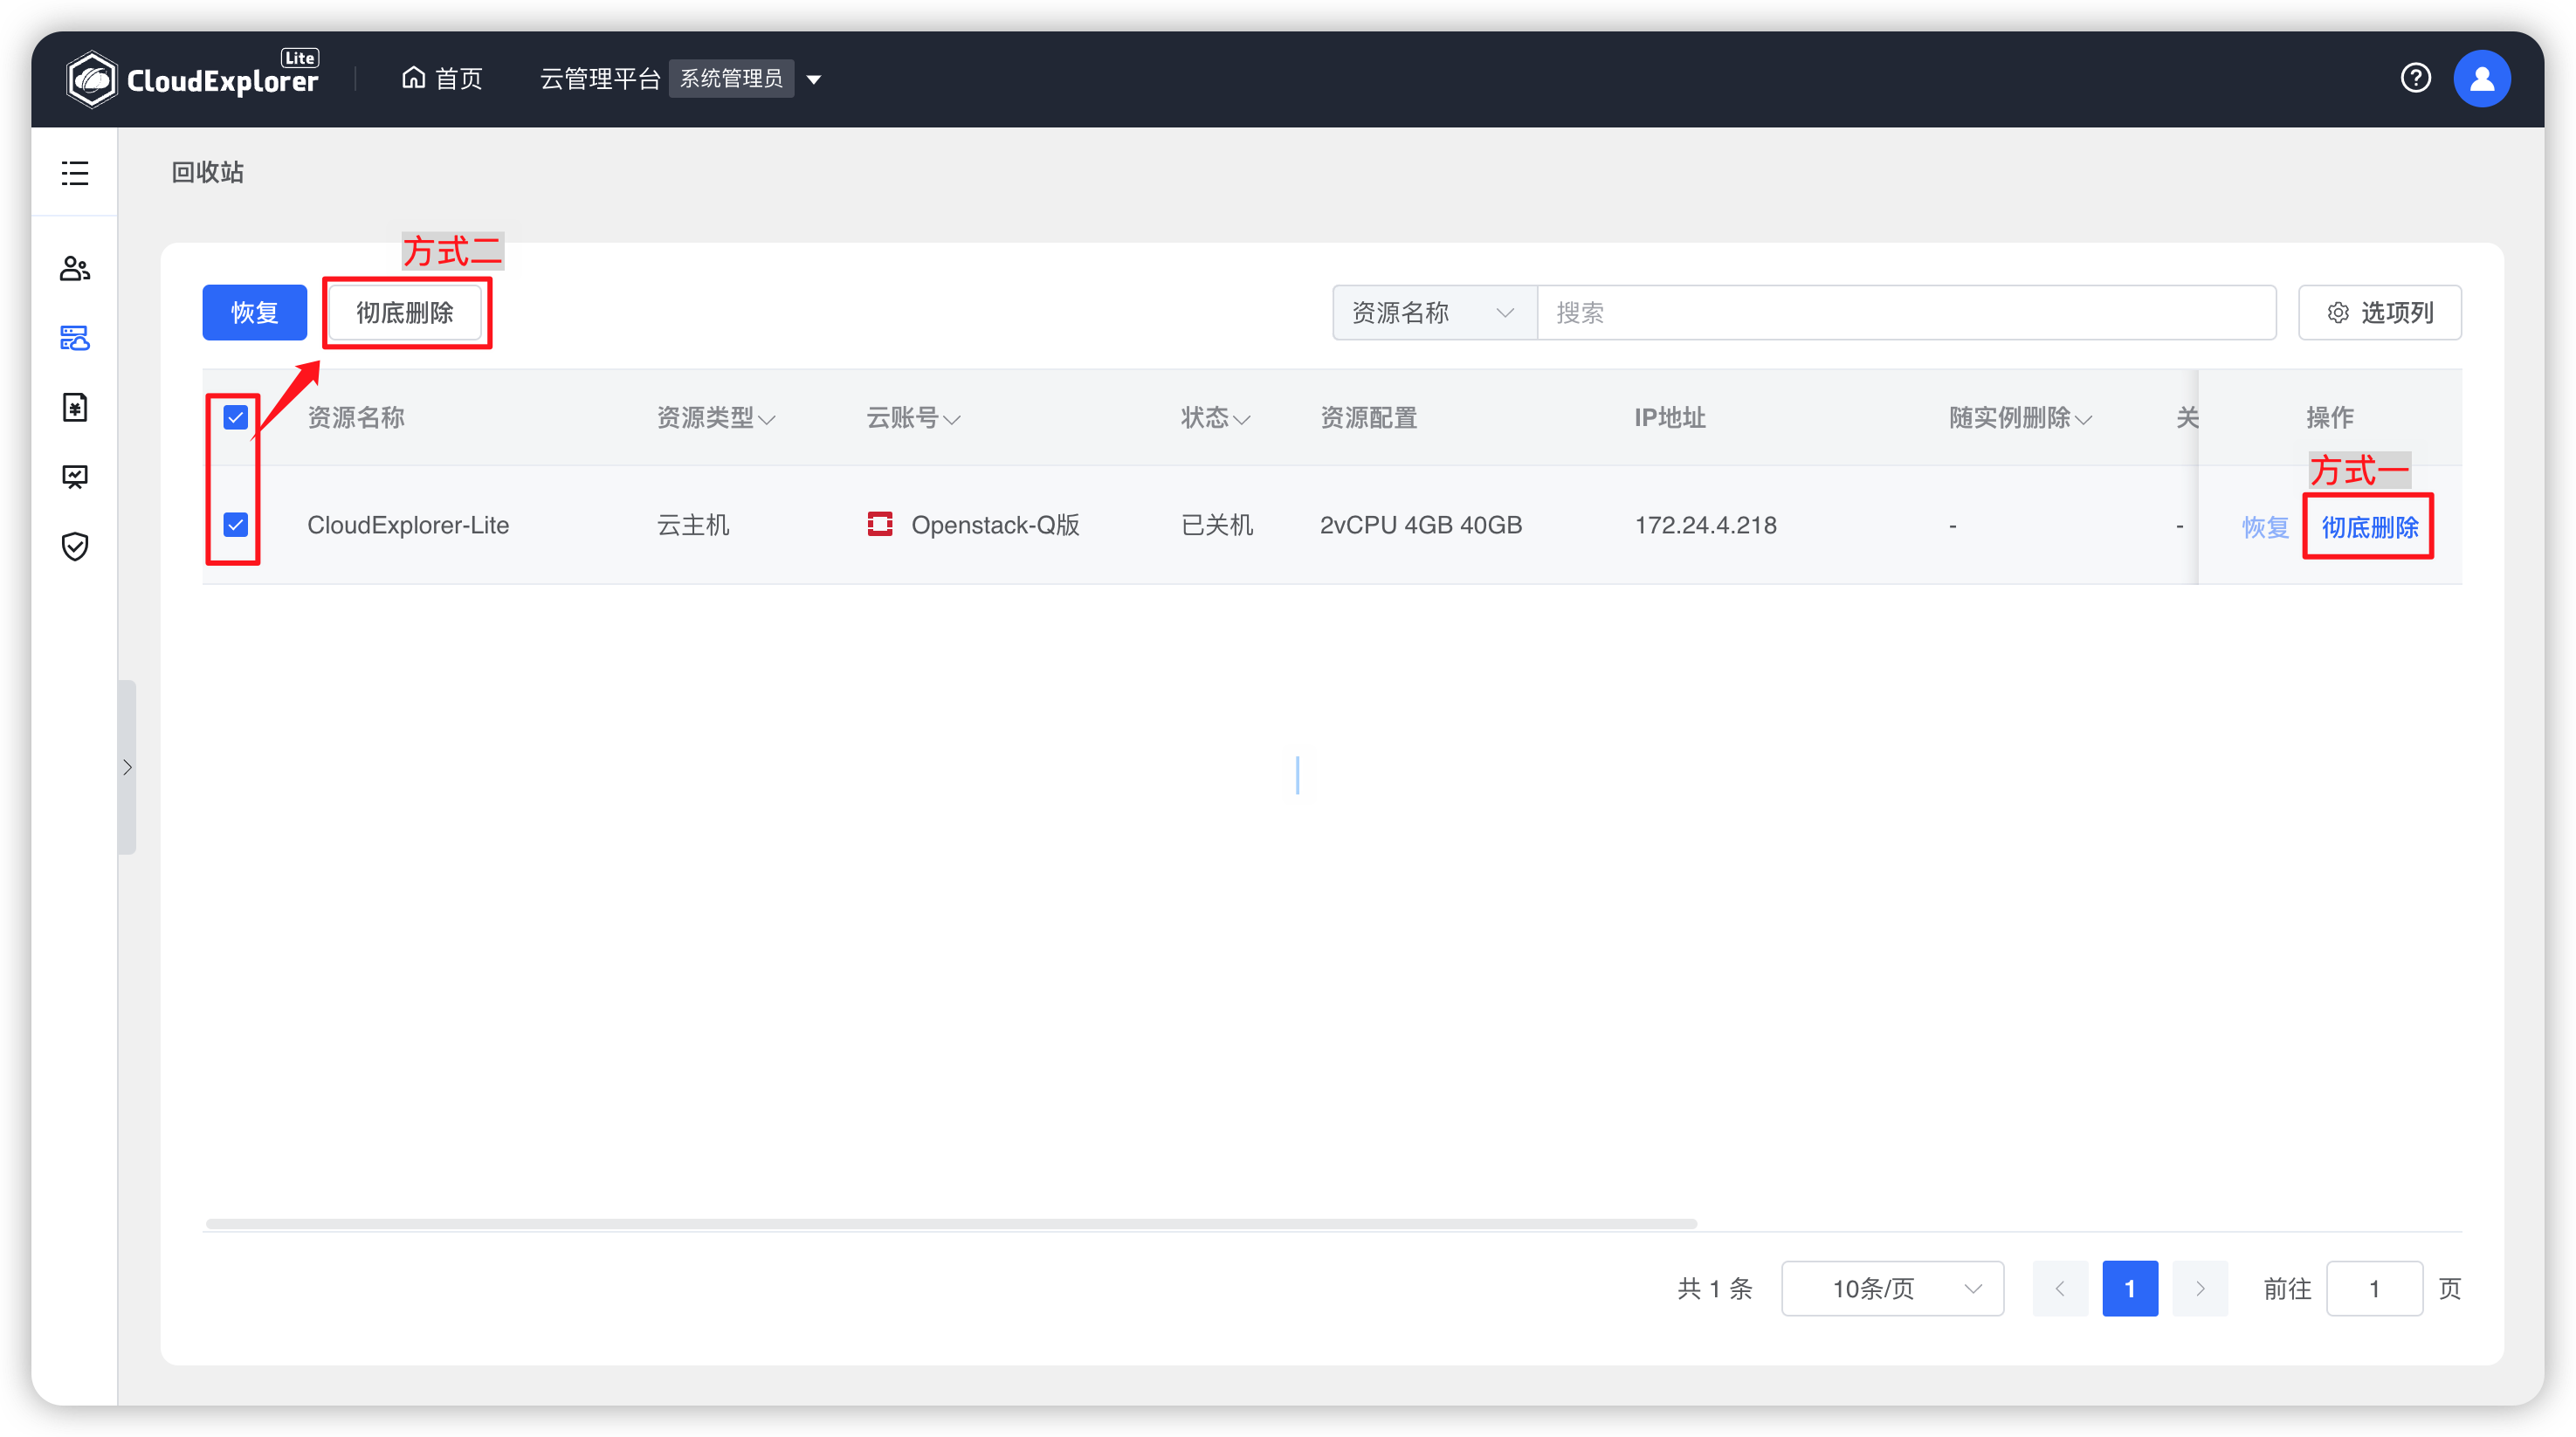 CloudExplorer Lite 首页 云管理平台 系统管理员
回收站
方式二
恢复 彻底删除 资源名称 搜索 选项列
资源名称 资源类型 云账号 状态 资源配置 IP地址 随实例删除 关 操作
方式一
CloudExplorer-Lite 云主机 Openstack-Q版 已关机 2vCPU 4GB 40GB 172.24.4.218 - - 恢复 彻底删除
共 1 条 10条/页 1 前往 1 页